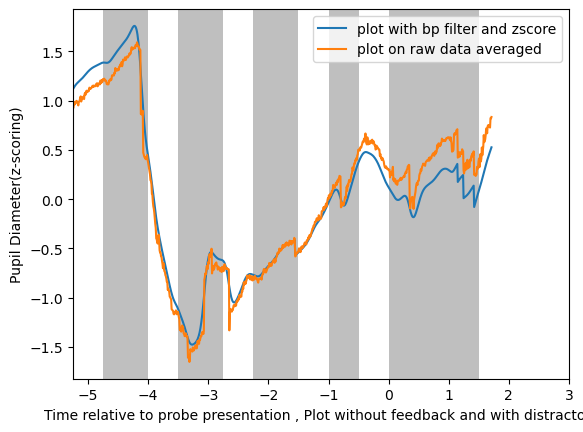 plot with bp filter and zscore
plot on raw data averaged
Pupil Diameter(z-scoring)
1.5
1.0
0.5
0.0
−0.5
−1.0
−1.5
−5 −4 −3 −2 −1 0 1 2 3
Time relative to probe presentation , Plot without feedback and with distracto